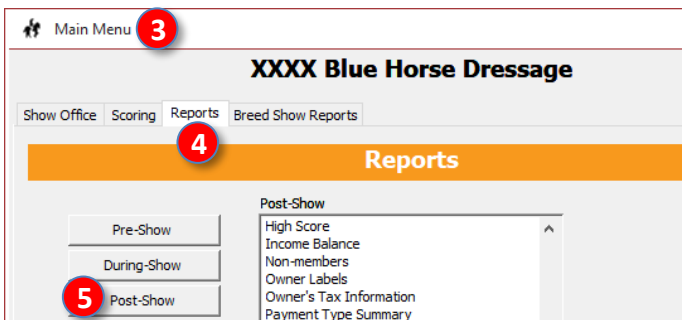 Main Menu 3
XXXX Blue Horse Dressage
Show Office Scoring Reports Breed Show Reports
4
Reports
Post-Show
Pre-Show
During-Show
5 Post-Show
High Score
Income Balance
Non-members
Owner Labels
Owner's Tax Information
Payment Type Summary